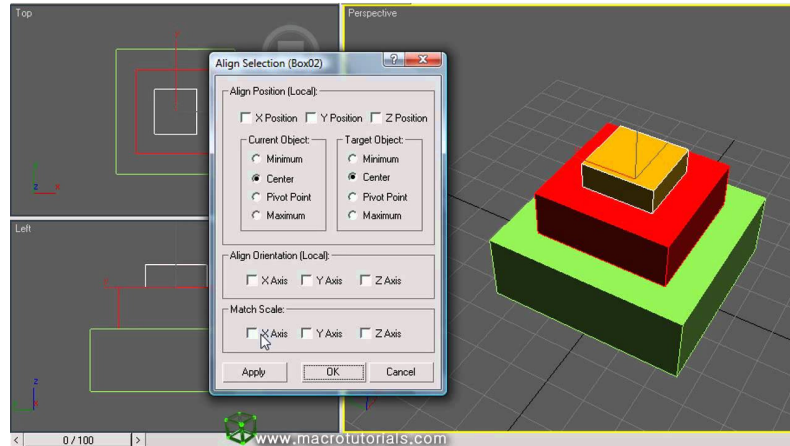 Top
Perspective
Align Selection (Box02)
Align Position (Local):
X Position Y Position Z Position
Current Object: Target Object:
Minimum Minimum
Center Center
Pivot Point Pivot Point
Maximum Maximum
Left
Align Orientation (Local):
X Axis Y Axis Z Axis
Match Scale:
X Axis Y Axis Z Axis
Apply OK Cancel
0 / 100
www.macrotutorials.com